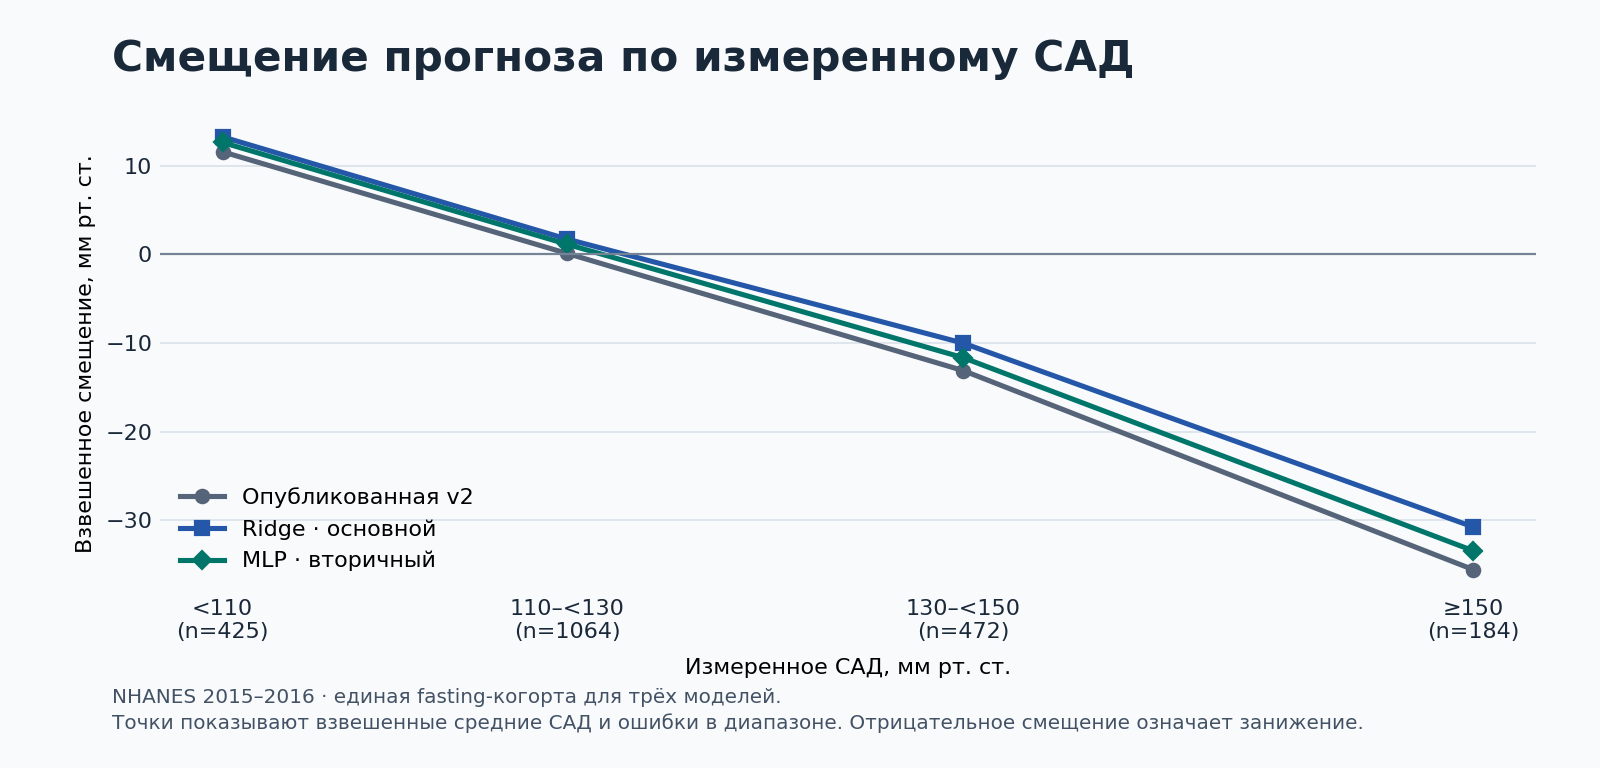 Смещение прогноза по измеренному САД
Взвешенное смещение, мм рт. ст.
10
0
−10
−20
−30
Опубликованная v2
Ridge · основной
MLP · вторичный
<110
(n=425)
110–<130
(n=1064)
130–<150
(n=472)
≥150
(n=184)
Измеренное САД, мм рт. ст.
NHANES 2015–2016 · единая fasting-когорта для трёх моделей.
Точки показывают взвешенные средние САД и ошибки в диапазоне. Отрицательное смещение означает занижение.